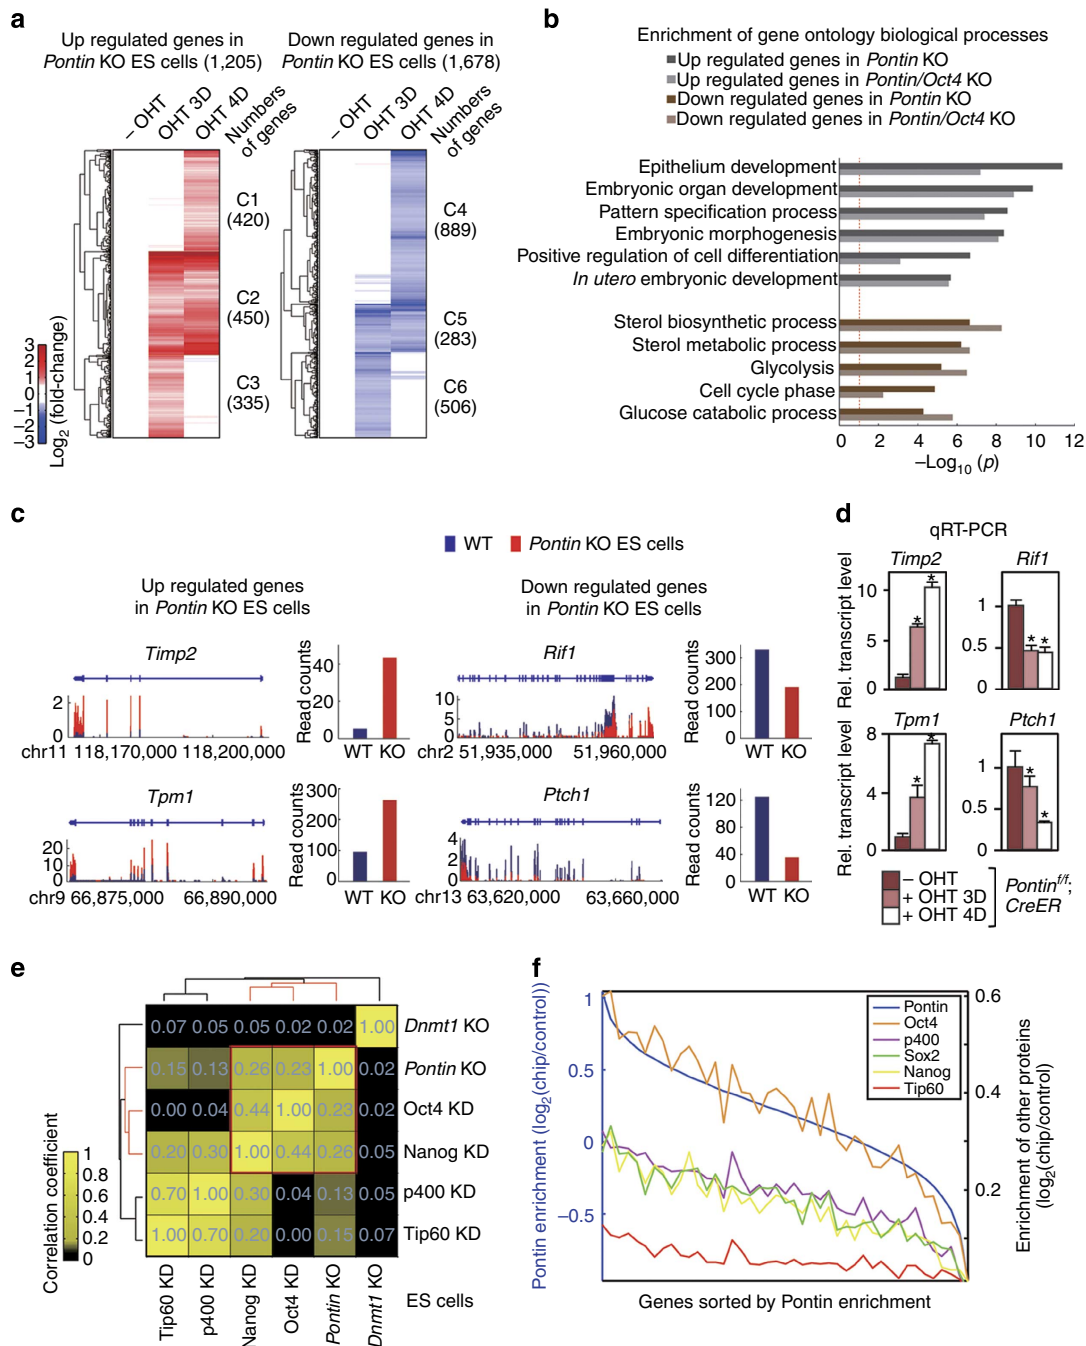 a
Up regulated genes in
Pontin KO ES cells (1,205)
Down regulated genes in
Pontin KO ES cells (1,678)
– OHT
OHT 3D
OHT 4D
Numbers
of genes
– OHT
OHT 3D
OHT 4D
Numbers
of genes
C1
(420)
C2
(450)
C3
(335)
C4
(889)
C5
(283)
C6
(506)
3
2
1
0
–1
–2
–3
Log2 (fold-change)
b
Enrichment of gene ontology biological processes
Up regulated genes in Pontin KO
Up regulated genes in Pontin/Oct4 KO
Down regulated genes in Pontin KO
Down regulated genes in Pontin/Oct4 KO
Epithelium development
Embryonic organ development
Pattern specification process
Embryonic morphogenesis
Positive regulation of cell differentiation
In utero embryonic development
Sterol biosynthetic process
Sterol metabolic process
Glycolysis
Cell cycle phase
Glucose catabolic process
0 2 4 6 8 10 12
–Log10 (p)
c
WT Pontin KO ES cells
Up regulated genes
in Pontin KO ES cells
Down regulated genes
in Pontin KO ES cells
Timp2
2
0
chr11 118,170,000 118,200,000
Read counts
40
20
0
WT KO
Rif1
10
5
0
chr2 51,935,000 51,960,000
Read counts
300
200
100
0
WT KO
Tpm1
20
10
0
chr9 66,875,000 66,890,000
Read counts
300
200
100
0
WT KO
Ptch1
4
2
0
chr13 63,620,000 63,660,000
Read counts
120
80
40
0
WT KO
d
qRT-PCR
Timp2
Rel. transcript level
10
5
0
* *
Rif1
1
0.5
0
* *
Tpm1
Rel. transcript level
8
4
0
* *
Ptch1
1
0.5
0
* *
– OHT
+ OHT 3D
+ OHT 4D
Pontinf/f;
CreER
e
Correlation coefficient
1
0.8
0.6
0.4
0.2
0
0.07 0.05 0.05 0.02 0.02 1.00 Dnmt1 KO
0.15 0.13 0.26 0.23 1.00 0.02 Pontin KO
0.00 0.04 0.44 1.00 0.23 0.02 Oct4 KD
0.20 0.30 1.00 0.44 0.26 0.05 Nanog KD
0.70 1.00 0.30 0.04 0.13 0.05 p400 KD
1.00 0.70 0.20 0.00 0.15 0.07 Tip60 KD
Tip60 KD
p400 KD
Nanog KD
Oct4 KD
Pontin KO
Dnmt1 KO
ES cells
f
Pontin enrichment (log2(chip/control))
1
0.5
0
–0.5
Pontin
Oct4
p400
Sox2
Nanog
Tip60
0.6
0.4
0.2
Enrichment of other proteins
(log2(chip/control)
Genes sorted by Pontin enrichment